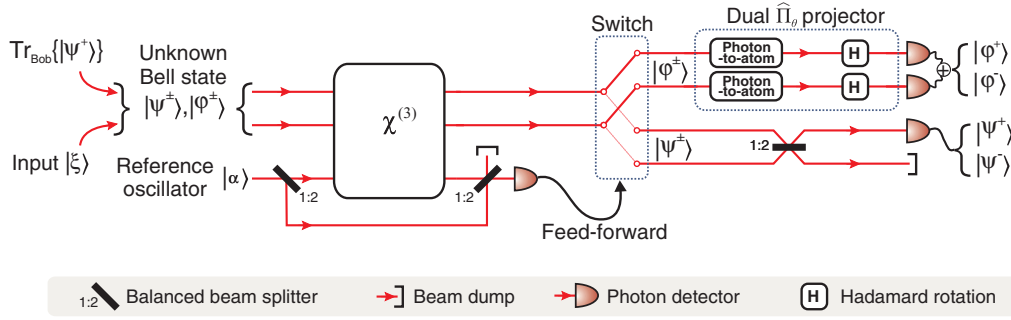 Switch
Dual Π̂_θ projector
Tr_Bob{|Ψ⁺⟩}
Unknown
Bell state
|ψ^±⟩,|φ^±⟩
Input |ξ⟩
Reference
oscillator
|α⟩
1:2
χ^(3)
1:2
Feed-forward
|φ^±⟩
|ψ^±⟩
Photon
-to-atom
H
Photon
-to-atom
H
1:2
⊕
|φ⁺⟩
|φ⁻⟩
|ψ⁺⟩
|ψ⁻⟩
1:2 Balanced beam splitter
Beam dump
Photon detector
H Hadamard rotation